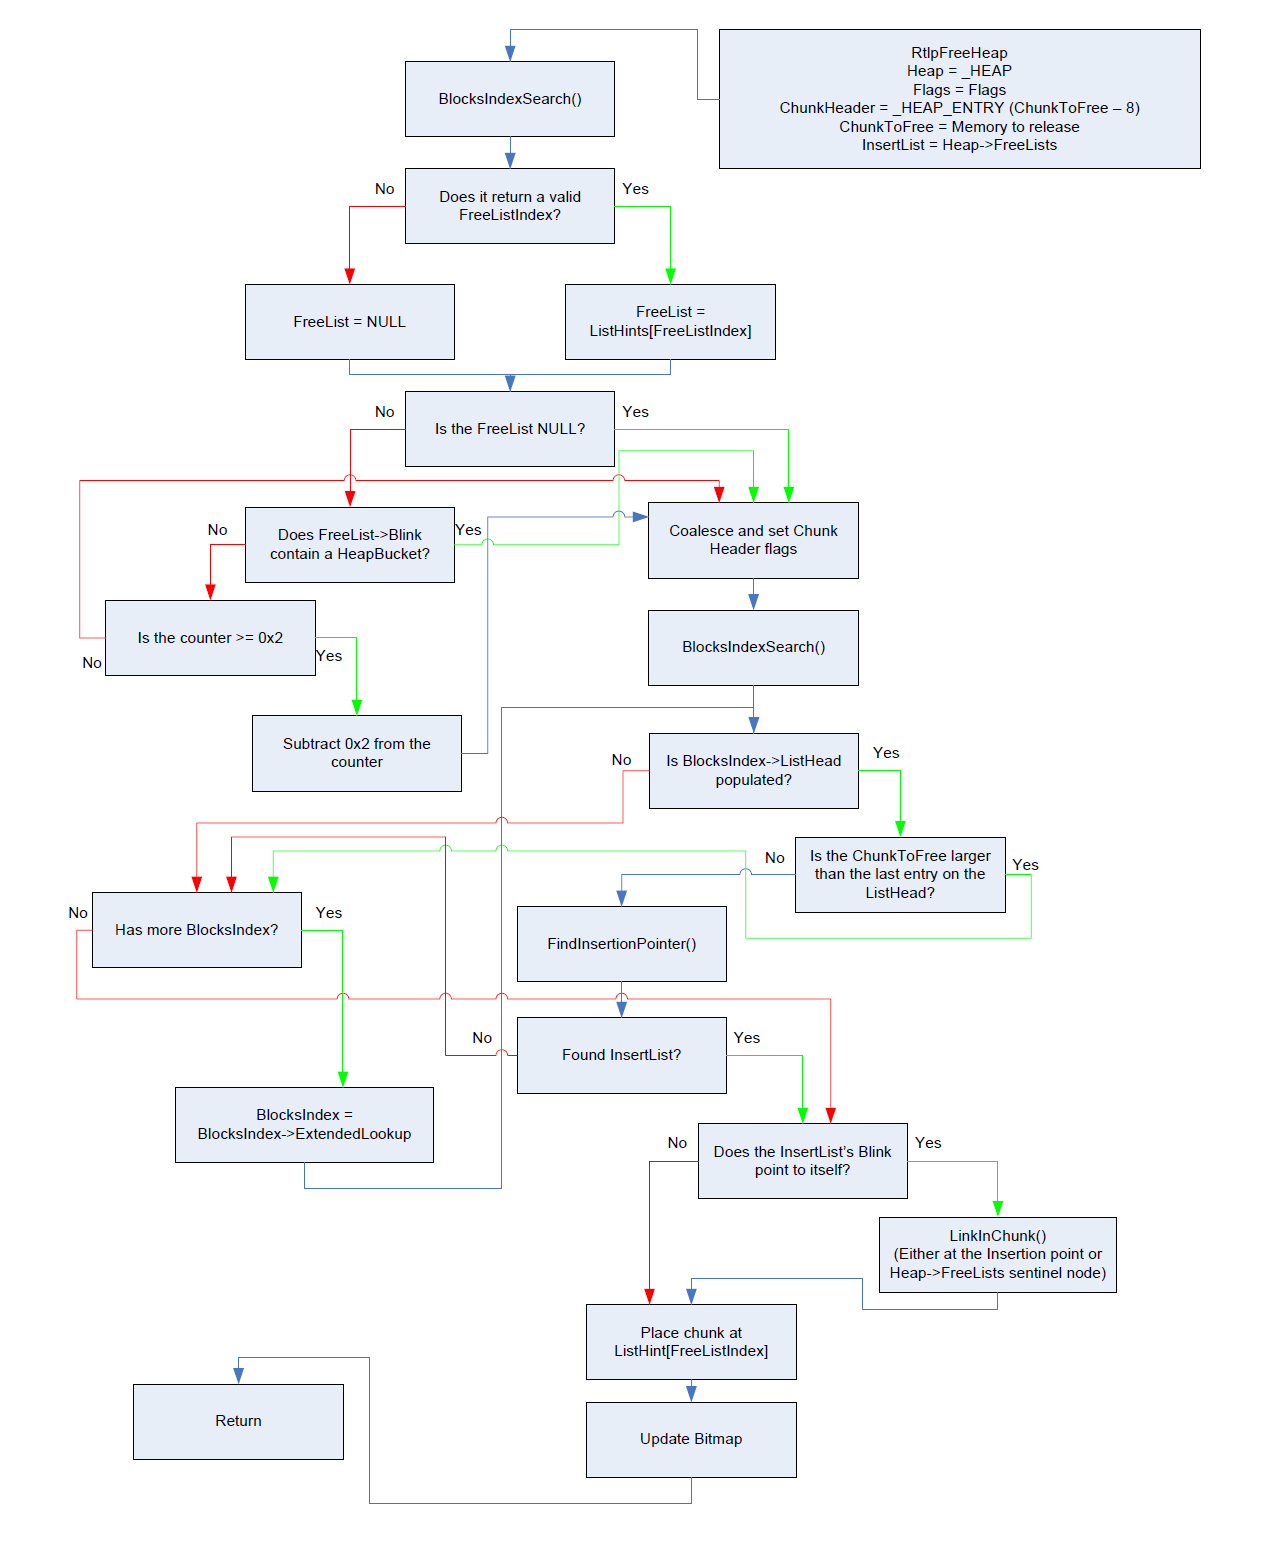 RtlpFreeHeap
Heap = _HEAP
Flags = Flags
ChunkHeader = _HEAP_ENTRY (ChunkToFree – 8)
ChunkToFree = Memory to release
InsertList = Heap->FreeLists
BlocksIndexSearch()
No
Yes
Does it return a valid
FreeListIndex?
FreeList = NULL
FreeList =
ListHints[FreeListIndex]
No
Yes
Is the FreeList NULL?
No
Yes
Does FreeList->Blink
contain a HeapBucket?
Coalesce and set Chunk
Header flags
Is the counter >= 0x2
No
Yes
BlocksIndexSearch()
Subtract 0x2 from the
counter
No
Yes
Is BlocksIndex->ListHead
populated?
No
Yes
Is the ChunkToFree larger
than the last entry on the
ListHead?
No
Yes
Has more BlocksIndex?
FindInsertionPointer()
No
Yes
Found InsertList?
BlocksIndex =
BlocksIndex->ExtendedLookup
No
Yes
Does the InsertList’s Blink
point to itself?
LinkInChunk()
(Either at the Insertion point or
Heap->FreeLists sentinel node)
Place chunk at
ListHint[FreeListIndex]
Return
Update Bitmap